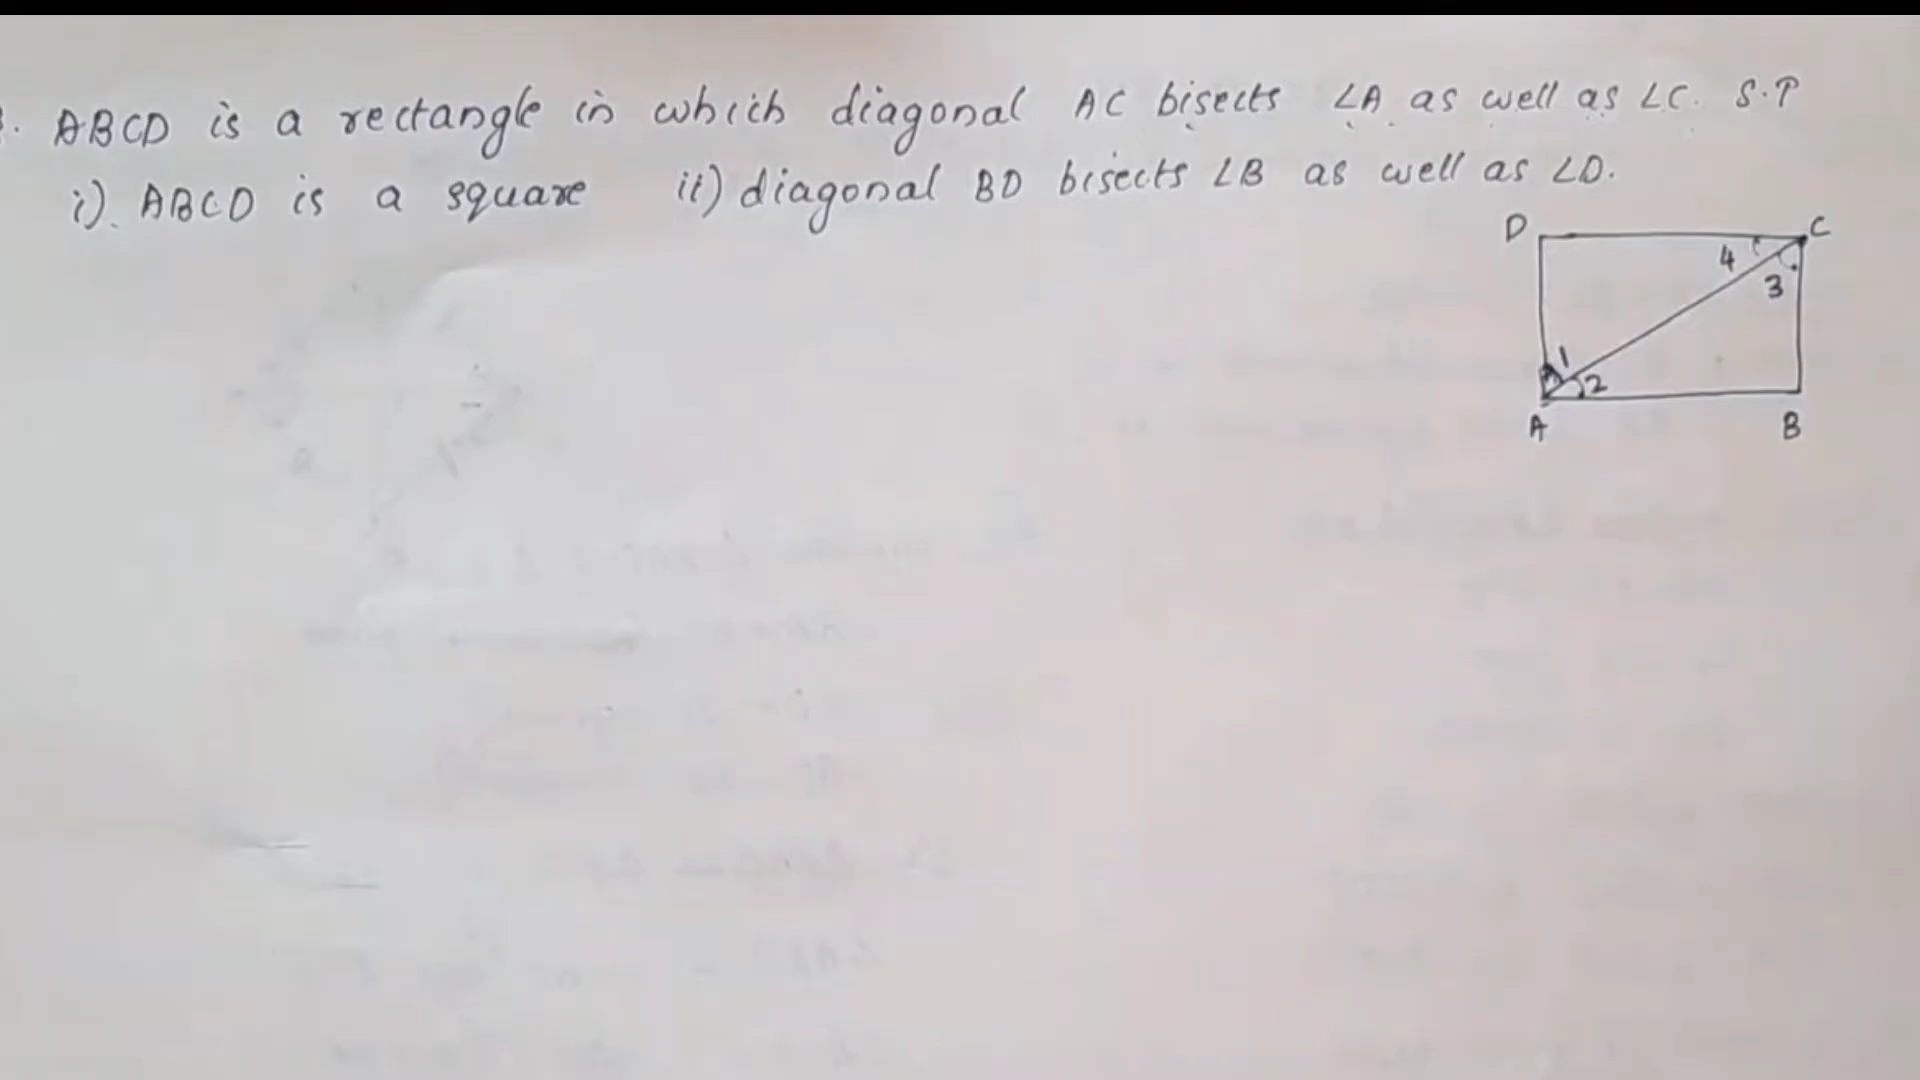 . ABCD is a rectangle in which diagonal AC bisects ∠A as well as ∠C. S.P
i). ABCD is a square ii) diagonal BD bisects ∠B as well as ∠D.
D C
4
3
1
2
A B